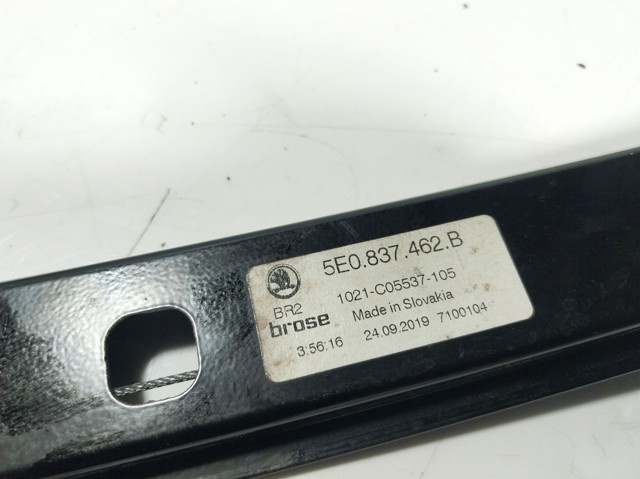 5E0.837.462.B
1021-C05537-105
BR2
Made in Slovakia
brose
24.09.2019 7100104
3:56:16